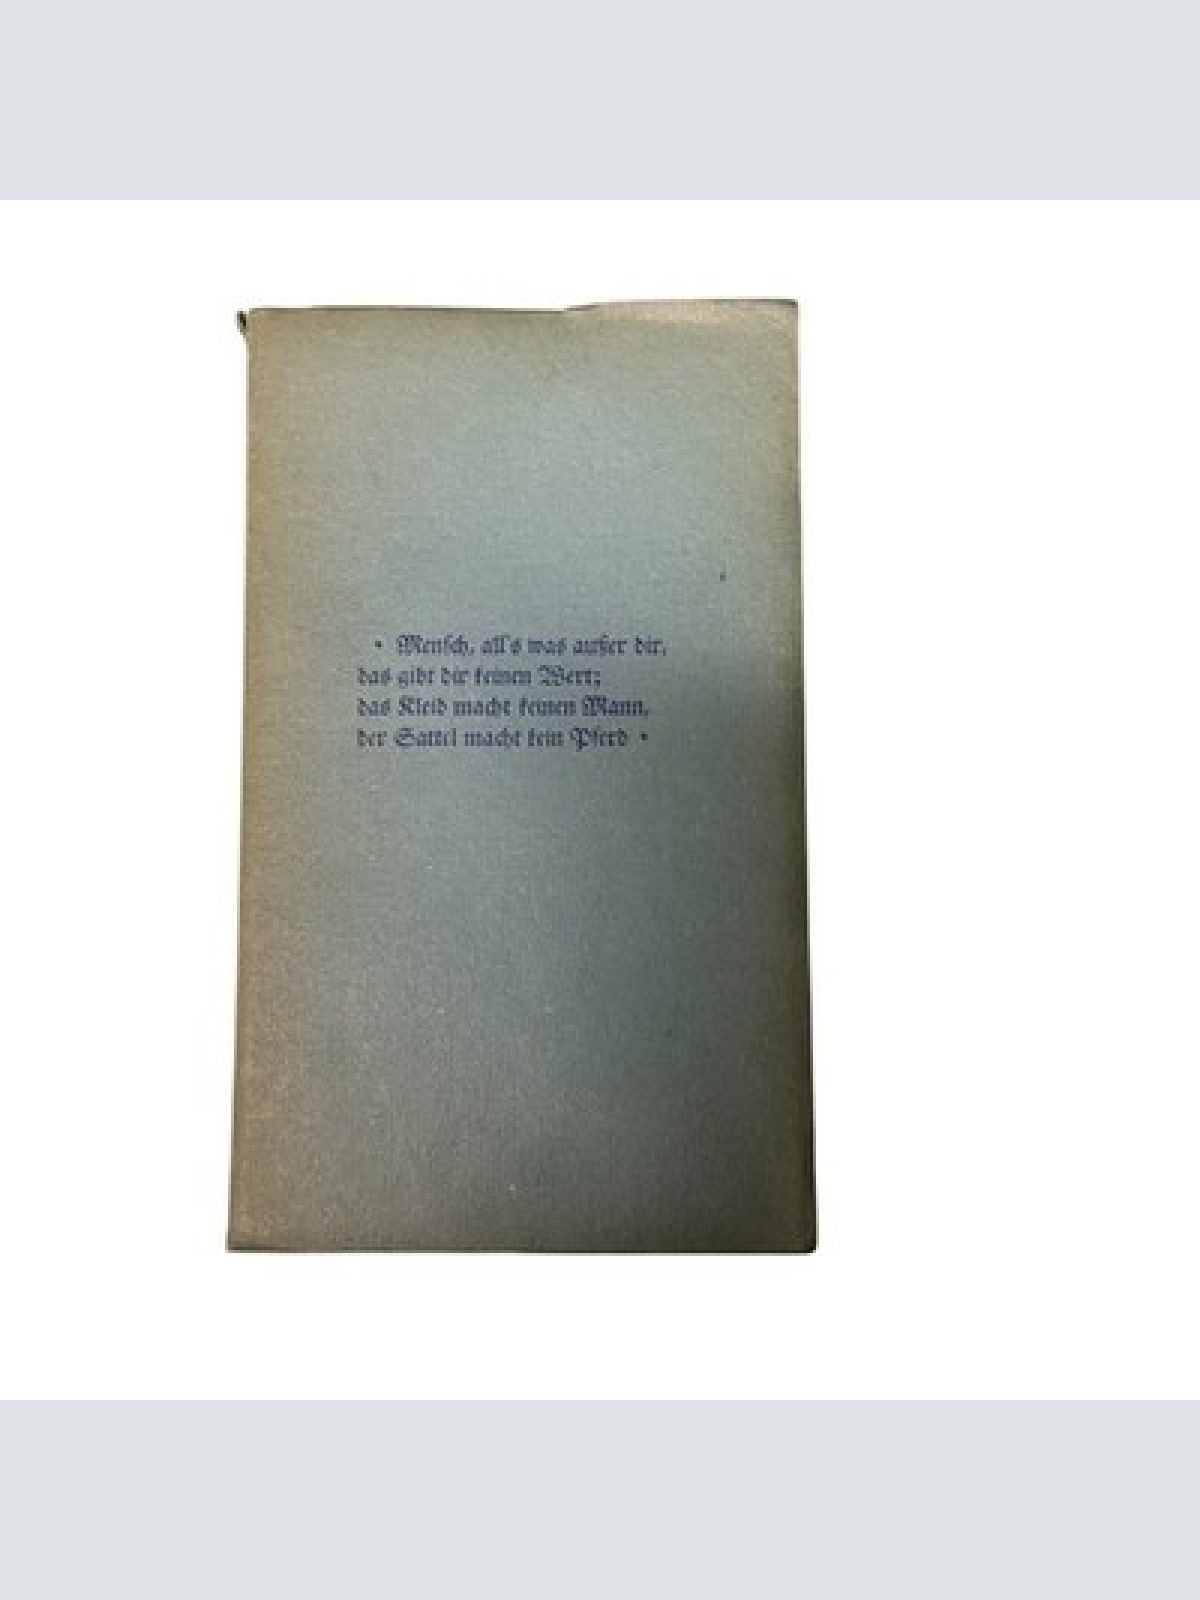 • Mensch, all's was außer dir,
das gibt dir keinen Wert;
das Kleid macht keinen Mann,
der Sattel macht kein Pferd •